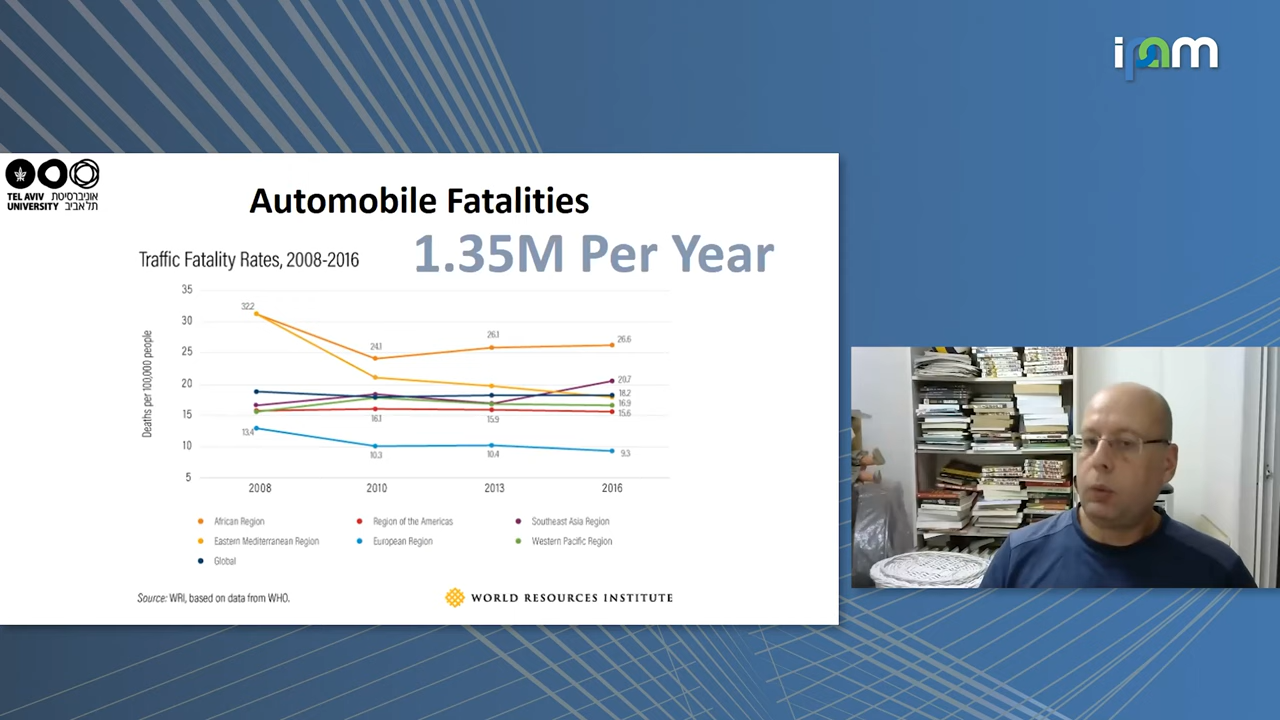 ipam
TEL AVIV אוניברסיטת
UNIVERSITY תל אביב
Automobile Fatalities
1.35M Per Year
Traffic Fatality Rates, 2008-2016
Deaths per 100,000 people
35
30
25
20
15
10
5
32.2
24.1
26.1
26.6
20.7
18.2
16.9
15.6
16.1
15.9
13.4
10.3
10.4
9.3
2008 2010 2013 2016
African Region Region of the Americas Southeast Asia Region
Eastern Mediterranean Region European Region Western Pacific Region
Global
Source: WRI, based on data from WHO.
WORLD RESOURCES INSTITUTE